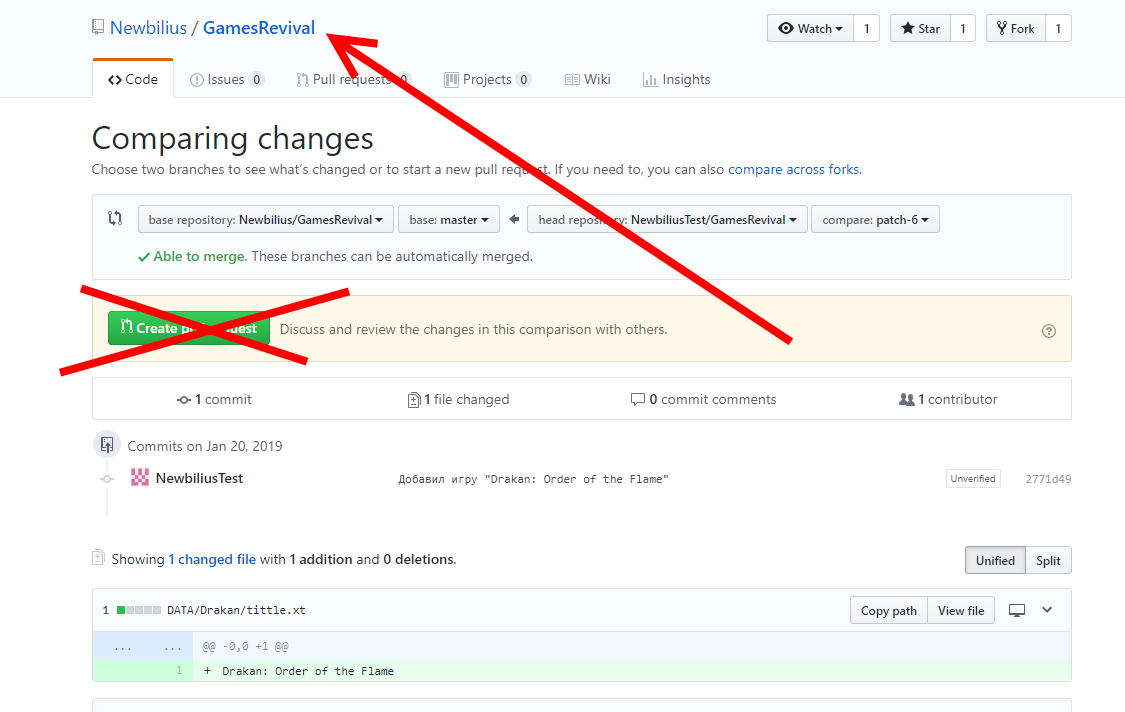 Newbilius / GamesRevival
Watch 1 Star 1 Fork 1
Code Issues 0 Pull requests 0 Projects 0 Wiki Insights
Comparing changes
Choose two branches to see what's changed or to start a new pull request. If you need to, you can also compare across forks.
base repository: Newbilius/GamesRevival base: master head repository: NewbiliusTest/GamesRevival compare: patch-6
Able to merge. These branches can be automatically merged.
Create pull request Discuss and review the changes in this comparison with others.
1 commit 1 file changed 0 commit comments 1 contributor
Commits on Jan 20, 2019
NewbiliusTest Добавил игру "Drakan: Order of the Flame" Unverified 2771d49
Showing 1 changed file with 1 addition and 0 deletions.
Unified Split
1 DATA/Drakan/tittle.xt Copy path View file
... ... @@ -0,0 +1 @@
1 + Drakan: Order of the Flame